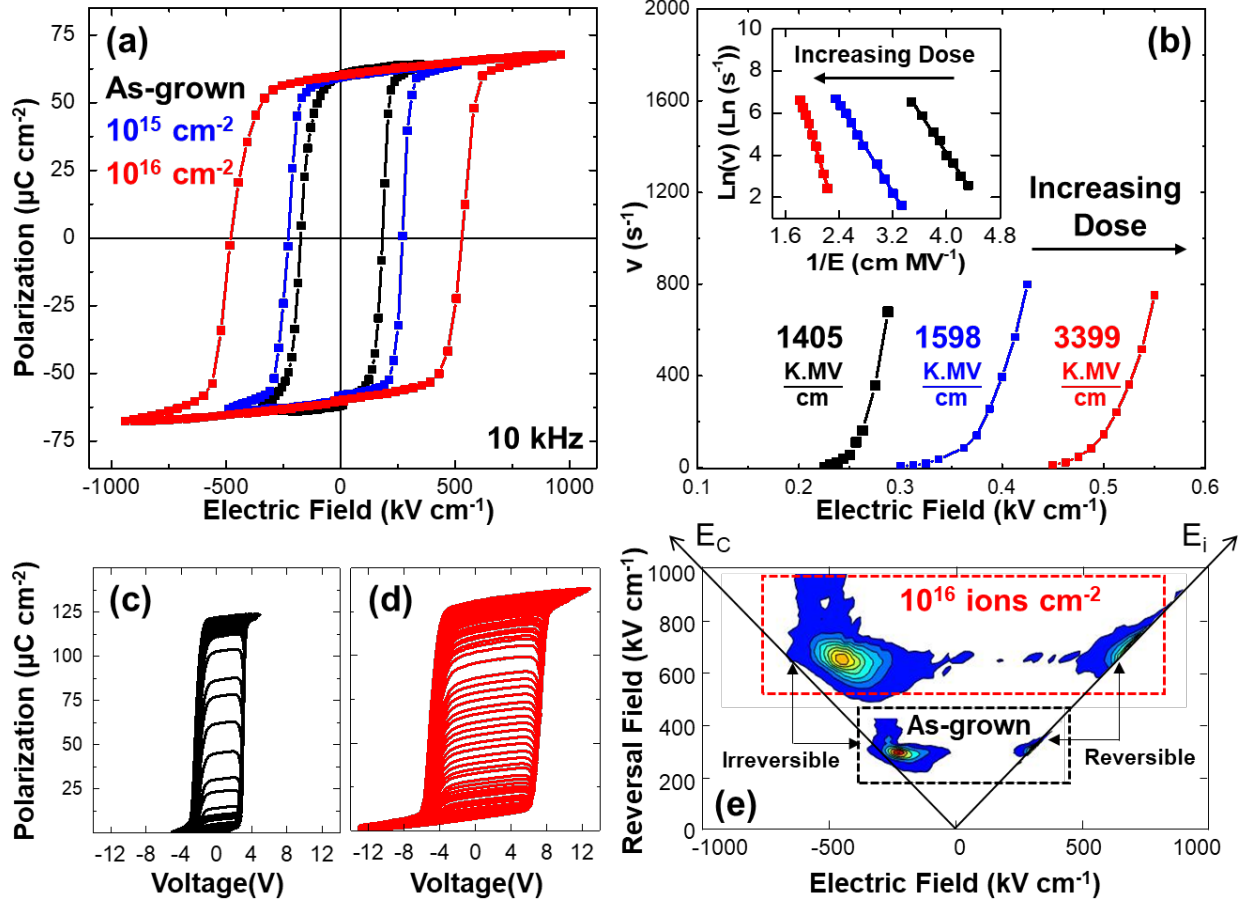 (a)
As-grown
10¹⁵ cm⁻²
10¹⁶ cm⁻²
10 kHz
75
50
25
0
-25
-50
-75
Polarization (µC cm⁻²)
-1000 -500 0 500 1000
Electric Field (kV cm⁻¹)
(b)
2000
1600
1200
800
400
0
ν (s⁻¹)
10
8
6
4
2
Ln(ν) (Ln (s⁻¹))
Increasing Dose
1.6 2.4 3.2 4.0 4.8
1/E (cm MV⁻¹)
Increasing
Dose
1405
K.MV
cm
1598
K.MV
cm
3399
K.MV
cm
0.1 0.2 0.3 0.4 0.5 0.6
Electric Field (kV cm⁻¹)
(c)
125
100
75
50
25
Polarization (µC cm⁻²)
-12 -8 -4 0 4 8 12
Voltage(V)
(d)
-12 -8 -4 0 4 8 12
Voltage(V)
E_C
E_i
1000
800
600
400
200
0
Reversal Field (kV cm⁻¹)
10¹⁶ ions cm⁻²
As-grown
Irreversible
Reversible
(e)
-1000 -500 0 500 1000
Electric Field (kV cm⁻¹)